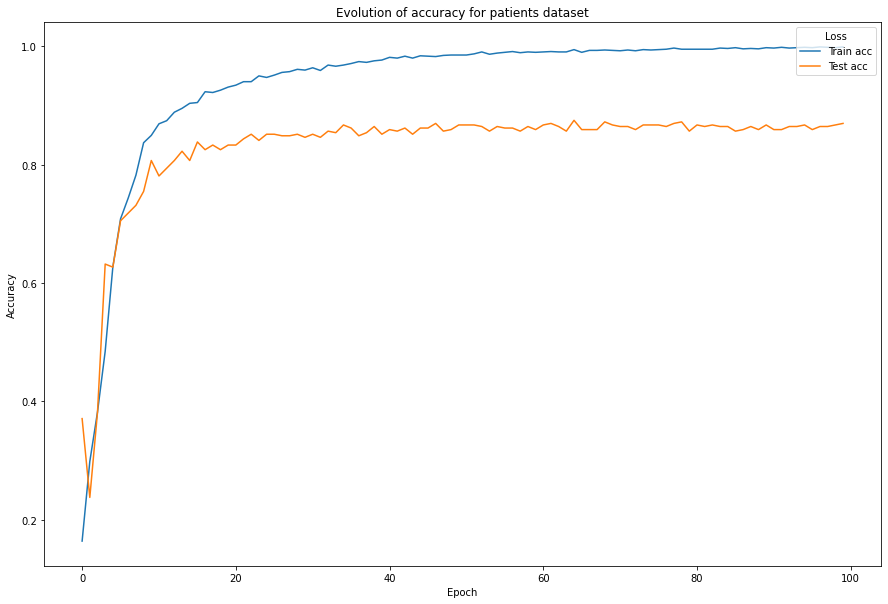 Evolution of accuracy for patients dataset
Loss
Train acc
Test acc
1.0
0.8
0.6
0.4
0.2
Accuracy
0 20 40 60 80 100
Epoch